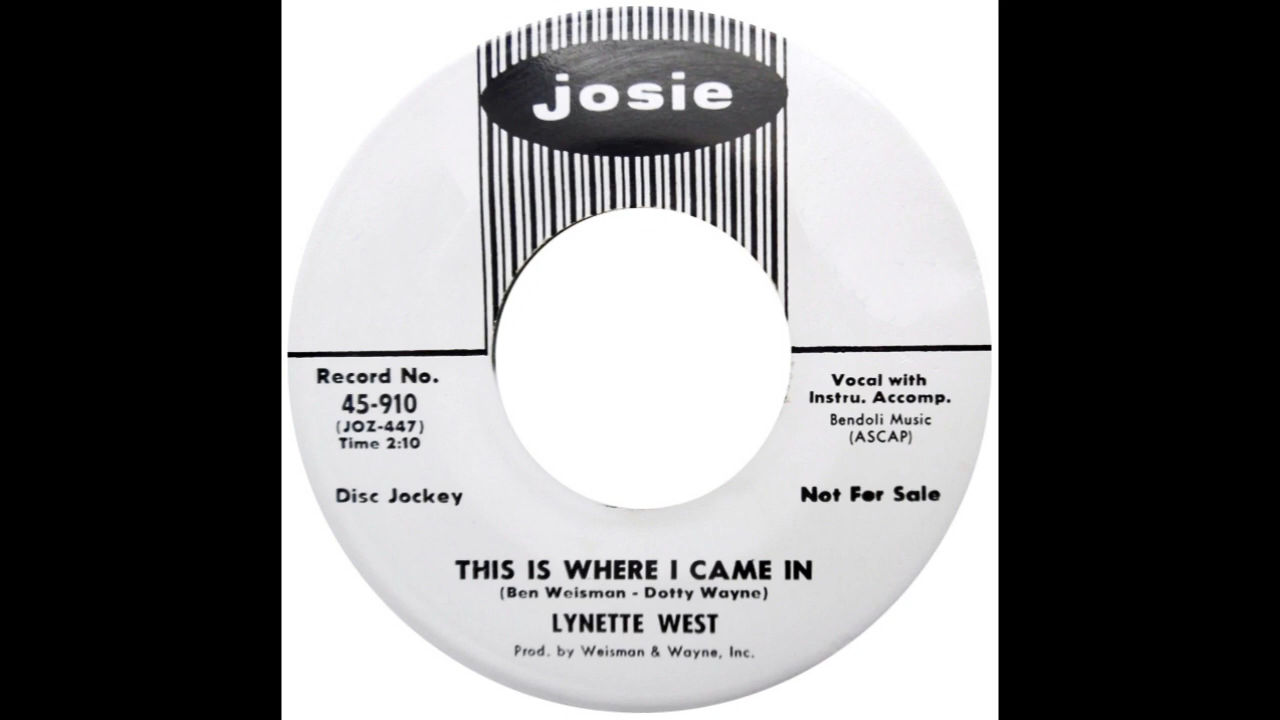 josie
Record No.
45-910
(JOZ-447)
Time 2:10
Disc Jockey
Vocal with
Instru. Accomp.
Bendoli Music
(ASCAP)
Not For Sale
THIS IS WHERE I CAME IN
(Ben Weisman - Dotty Wayne)
LYNETTE WEST
Prod. by Weisman & Wayne, Inc.